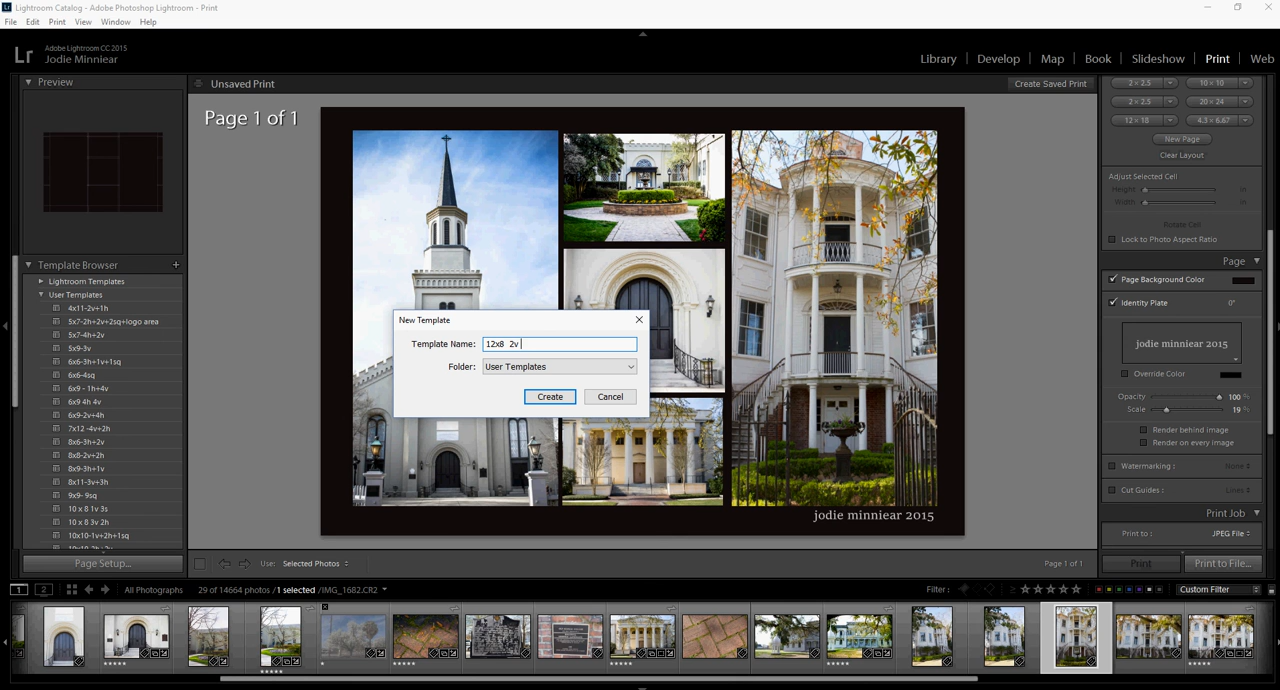 Lightroom Catalog - Adobe Photoshop Lightroom - Print
File Edit Print View Window Help
Lr
Adobe Lightroom CC 2015
Jodie Minniear
Library | Develop | Map | Book | Slideshow | Print | Web
Preview
Template Browser +
Lightroom Templates
User Templates
4x11-2v+1h
5x7-2h+2v+2sq+logo area
5x7-4h+2v
5x9-3v
6x6-3h+1v+1sq
6x6-4sq
6x9 - 1h+4v
6x9 4h 4v
6x9-2v+4h
7x12 -4v+2h
8x6-3h+2v
8x8-2v+2h
8x9-3h+1v
8x11-3v+3h
9x9- 9sq
10 x 8 1v 3s
10 x 8 3v 2h
10x10-1v+2h+1sq
Page Setup...
Unsaved Print
Create Saved Print
Page 1 of 1
jodie minniear 2015
New Template
Template Name: 12x8 2v
Folder: User Templates
Create Cancel
Use: Selected Photos
Page 1 of 1
2 × 2.5 10 × 10
2 × 2.5 20 × 24
12 × 18 4.3 × 6.67
New Page
Clear Layout
Adjust Selected Cell
Height : in
Width : in
Rotate Cell
Lock to Photo Aspect Ratio
Page
Page Background Color
Identity Plate 0°
jodie minniear 2015
Override Color
Opacity 100 %
Scale 19 %
Render behind image
Render on every image
Watermarking : None
Cut Guides : Lines
Print Job
Print to : JPEG File
Print Print to File...
1 2 All Photographs 29 of 14664 photos / 1 selected / IMG_1682.CR2
Filter : Custom Filter